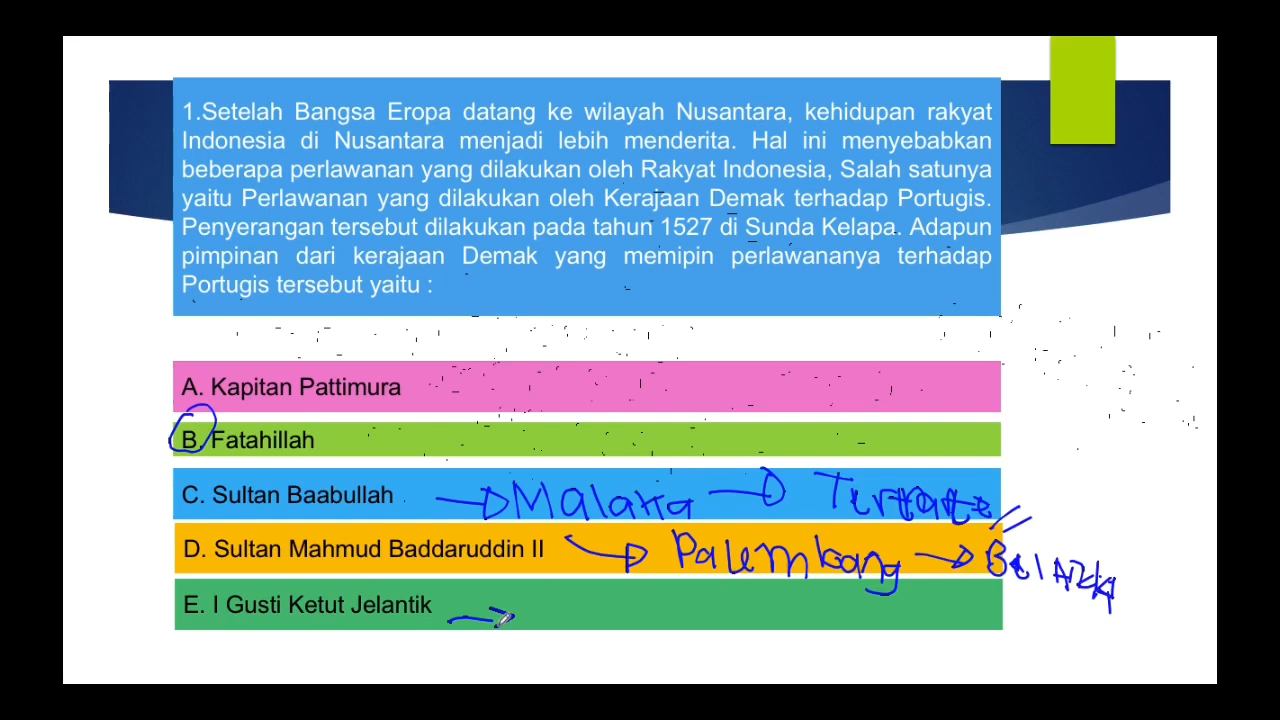 1.Setelah Bangsa Eropa datang ke wilayah Nusantara, kehidupan rakyat
Indonesia di Nusantara menjadi lebih menderita. Hal ini menyebabkan
beberapa perlawanan yang dilakukan oleh Rakyat Indonesia, Salah satunya
yaitu Perlawanan yang dilakukan oleh Kerajaan Demak terhadap Portugis.
Penyerangan tersebut dilakukan pada tahun 1527 di Sunda Kelapa. Adapun
pimpinan dari kerajaan Demak yang memipin perlawananya terhadap
Portugis tersebut yaitu :
A. Kapitan Pattimura
B. Fatahillah
C. Sultan Baabullah Malaka
D. Sultan Mahmud Baddaruddin II Palembang
E. I Gusti Ketut Jelantik